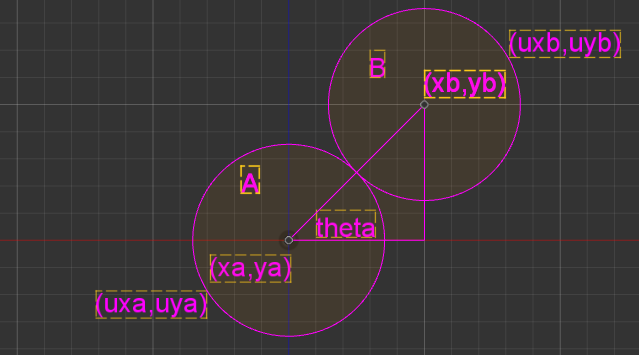 (uxb,uyb)
B
(xb,yb)
A
theta
(xa,ya)
(uxa,uya)